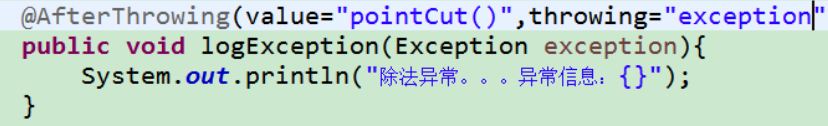 @AfterThrowing(value="pointCut()",throwing="exception"
public void logException(Exception exception){
System.out.println("除法异常。。。异常信息：{}");
}